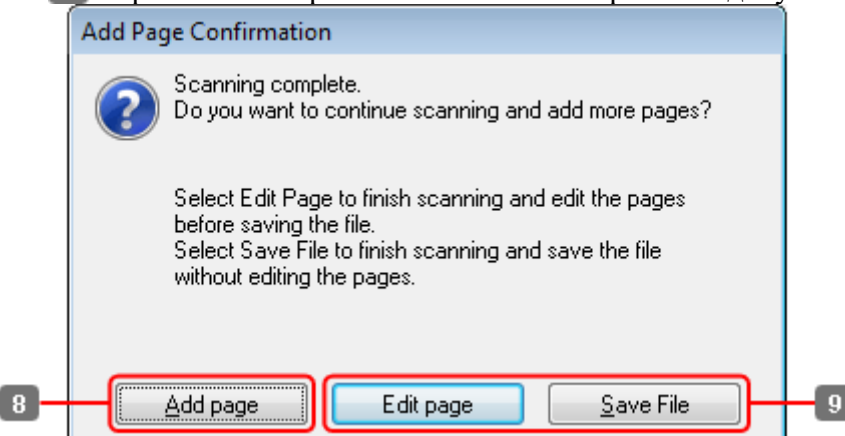 Add Page Confirmation
Scanning complete.
Do you want to continue scanning and add more pages?
Select Edit Page to finish scanning and edit the pages
before saving the file.
Select Save File to finish scanning and save the file
without editing the pages.
8 Add page Edit page Save File 9